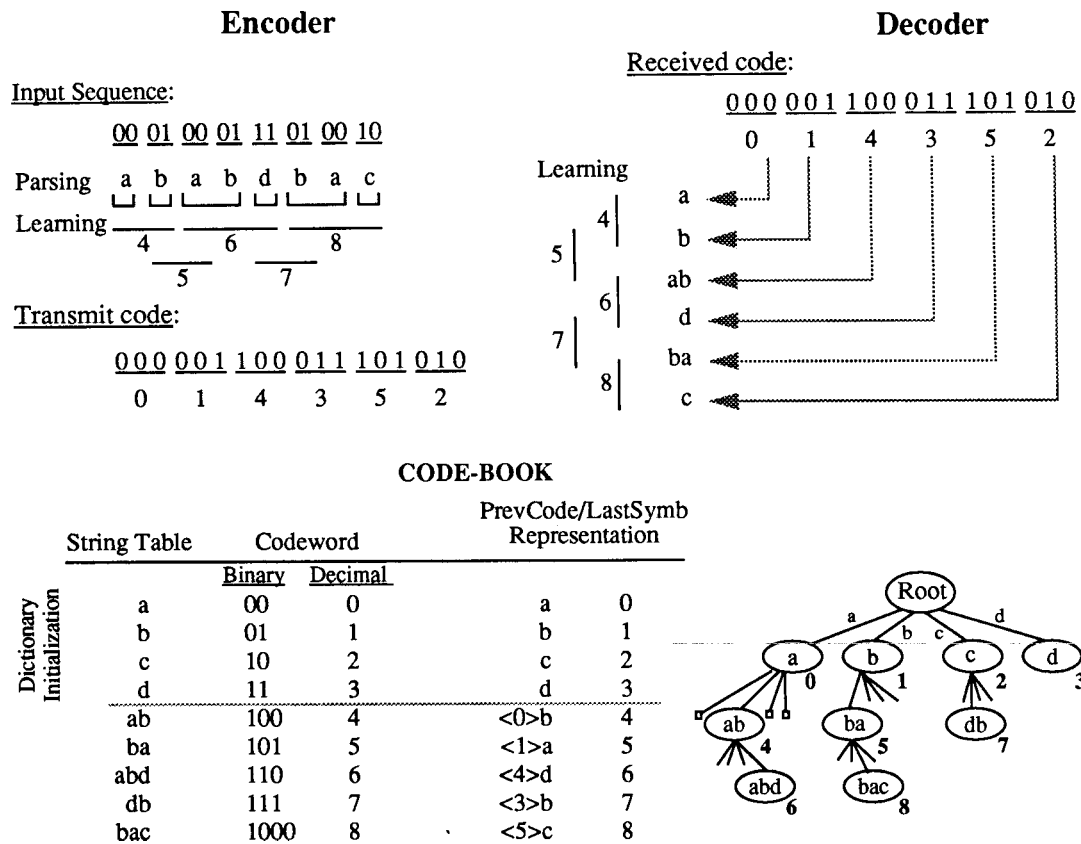 Encoder
Input Sequence:
00 01 00 01 11 01 00 10
Parsing a b a b d b a c
Learning
4 6 8
5 7
Transmit code:
000 001 100 011 101 010
0 1 4 3 5 2
Decoder
Received code:
000 001 100 011 101 010
0 1 4 3 5 2
Learning
a
4
b
5
ab
6
d
7
ba
8
c
CODE-BOOK
String Table Codeword PrevCode/LastSymb Representation
Binary Decimal
Dictionary Initialization
a 00 0 a 0
b 01 1 b 1
c 10 2 c 2
d 11 3 d 3
ab 100 4 <0>b 4
ba 101 5 <1>a 5
abd 110 6 <4>d 6
db 111 7 <3>b 7
bac 1000 8 <5>c 8
Root
a b c d
a b c d
0 1 2 3
ab ba db
4 5 7
abd bac
6 8